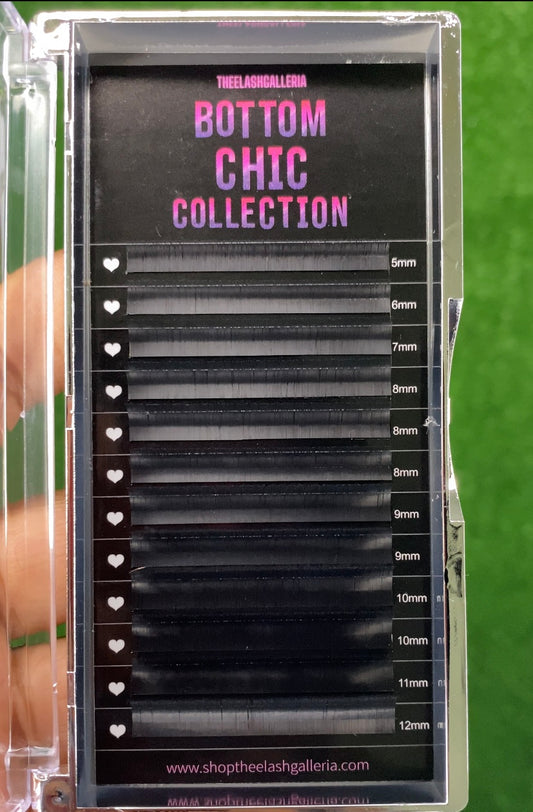 THEELASHGALLERIA
BOTTOM
CHIC
COLLECTION
5mm
6mm
7mm
8mm
8mm
8mm
9mm
9mm
10mm
10mm
11mm
12mm
www.shoptheelashgalleria.com